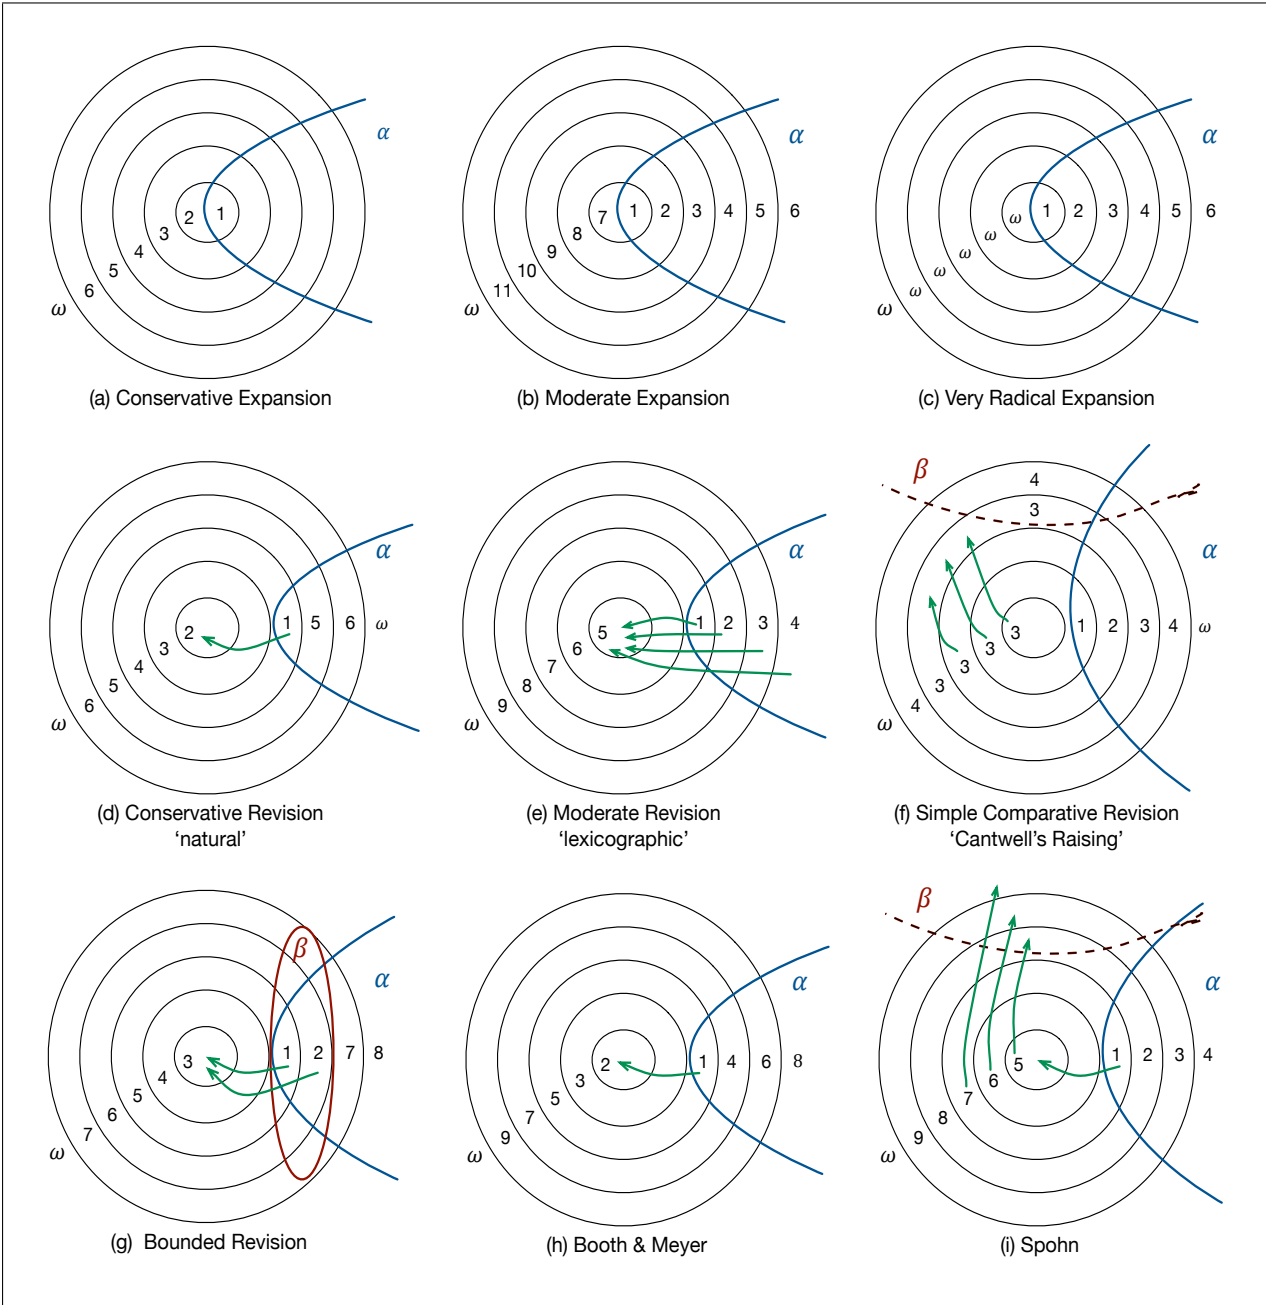 α
2 1
3
4
5
6
ω
(a) Conservative Expansion
α
7 1 2 3 4 5 6
8
9
10
11
ω
(b) Moderate Expansion
α
ω 1 2 3 4 5 6
ω
ω
ω
ω
ω
(c) Very Radical Expansion
α
2 1 5 6 ω
3
4
5
6
ω
(d) Conservative Revision
‘natural’
α
5 1 2 3 4
6
7
8
9
ω
(e) Moderate Revision
‘lexicographic’
β
4
3
α
3 1 2 3 4 ω
3
3
3
4
ω
(f) Simple Comparative Revision
‘Cantwell’s Raising’
β
α
3 1 2 7 8
4
5
6
7
ω
(g) Bounded Revision
α
2 1 4 6 8
3
5
7
9
ω
(h) Booth & Meyer
β
α
5 1 2 3 4
6
7
8
9
ω
(i) Spohn